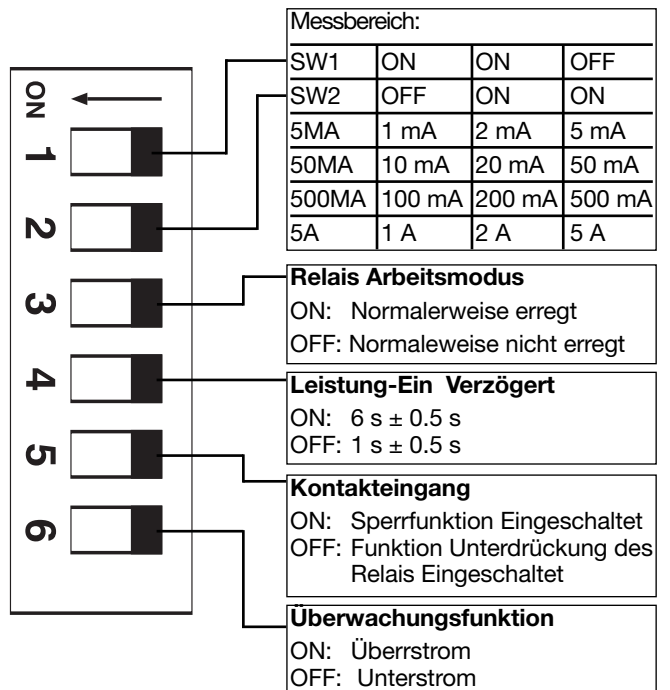 Messbereich:
SW1 ON ON OFF
SW2 OFF ON ON
5MA 1 mA 2 mA 5 mA
50MA 10 mA 20 mA 50 mA
500MA 100 mA 200 mA 500 mA
5A 1 A 2 A 5 A
ON
1
2
3
4
5
6
Relais Arbeitsmodus
ON: Normalerweise erregt
OFF: Normaleweise nicht erregt
Leistung-Ein Verzögert
ON: 6 s ± 0.5 s
OFF: 1 s ± 0.5 s
Kontakteingang
ON: Sperrfunktion Eingeschaltet
OFF: Funktion Unterdrückung des
Relais Eingeschaltet
Überwachungsfunktion
ON: Überrstrom
OFF: Unterstrom